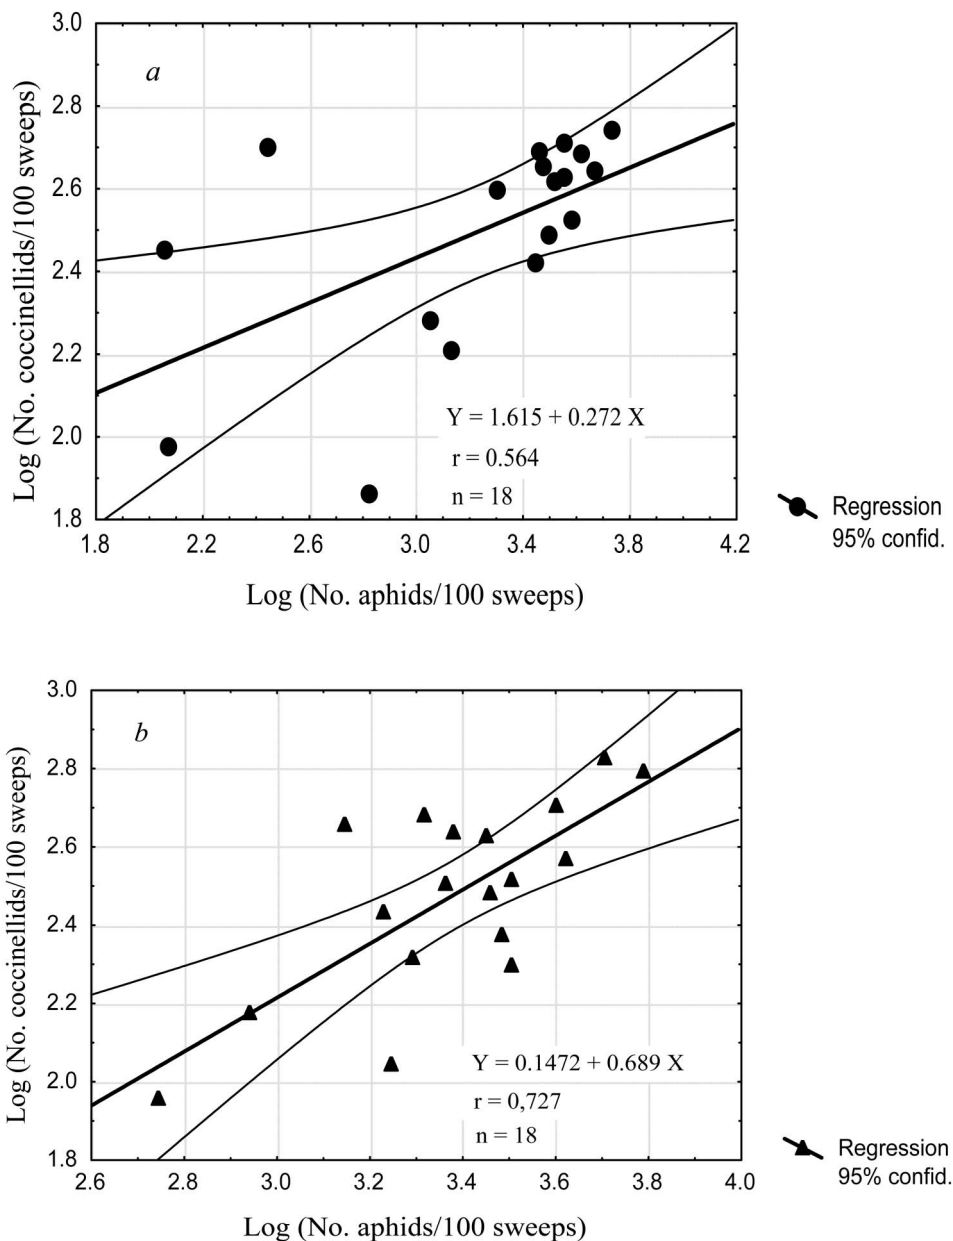 3.0
a
2.8
2.6
2.4
2.2
2.0
1.8
Log (No. coccinellids/100 sweeps)
Y = 1.615 + 0.272 X
r = 0.564
n = 18
1.8 2.2 2.6 3.0 3.4 3.8 4.2
Log (No. aphids/100 sweeps)
Regression
95% confid.
3.0
b
2.8
2.6
2.4
2.2
2.0
1.8
Log (No. coccinellids/100 sweeps)
Y = 0.1472 + 0.689 X
r = 0,727
n = 18
2.6 2.8 3.0 3.2 3.4 3.6 3.8 4.0
Log (No. aphids/100 sweeps)
Regression
95% confid.